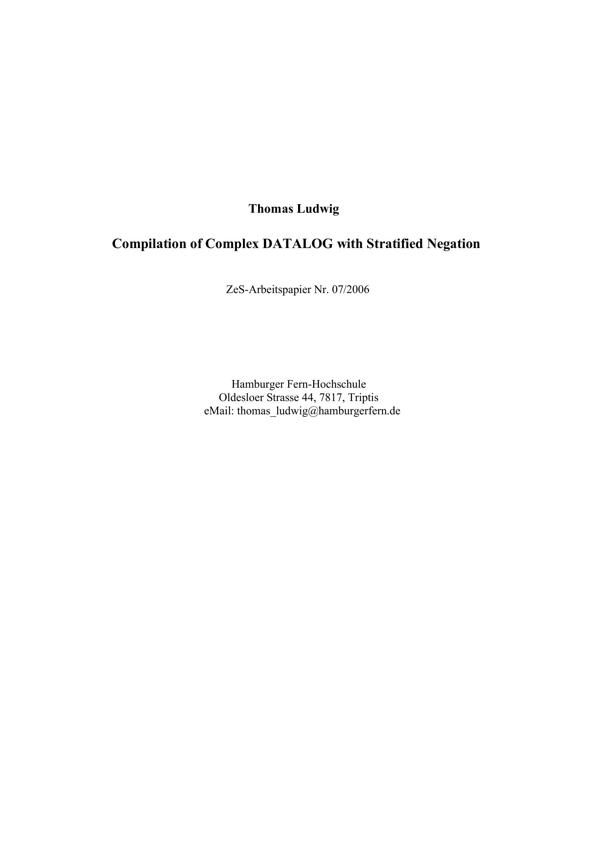 Thomas Ludwig
Compilation of Complex DATALOG with Stratified Negation
ZeS-Arbeitspapier Nr. 07/2006
Hamburger Fern-Hochschule
Oldesloer Strasse 44, 7817, Triptis
eMail: thomas_ludwig@hamburgerfern.de